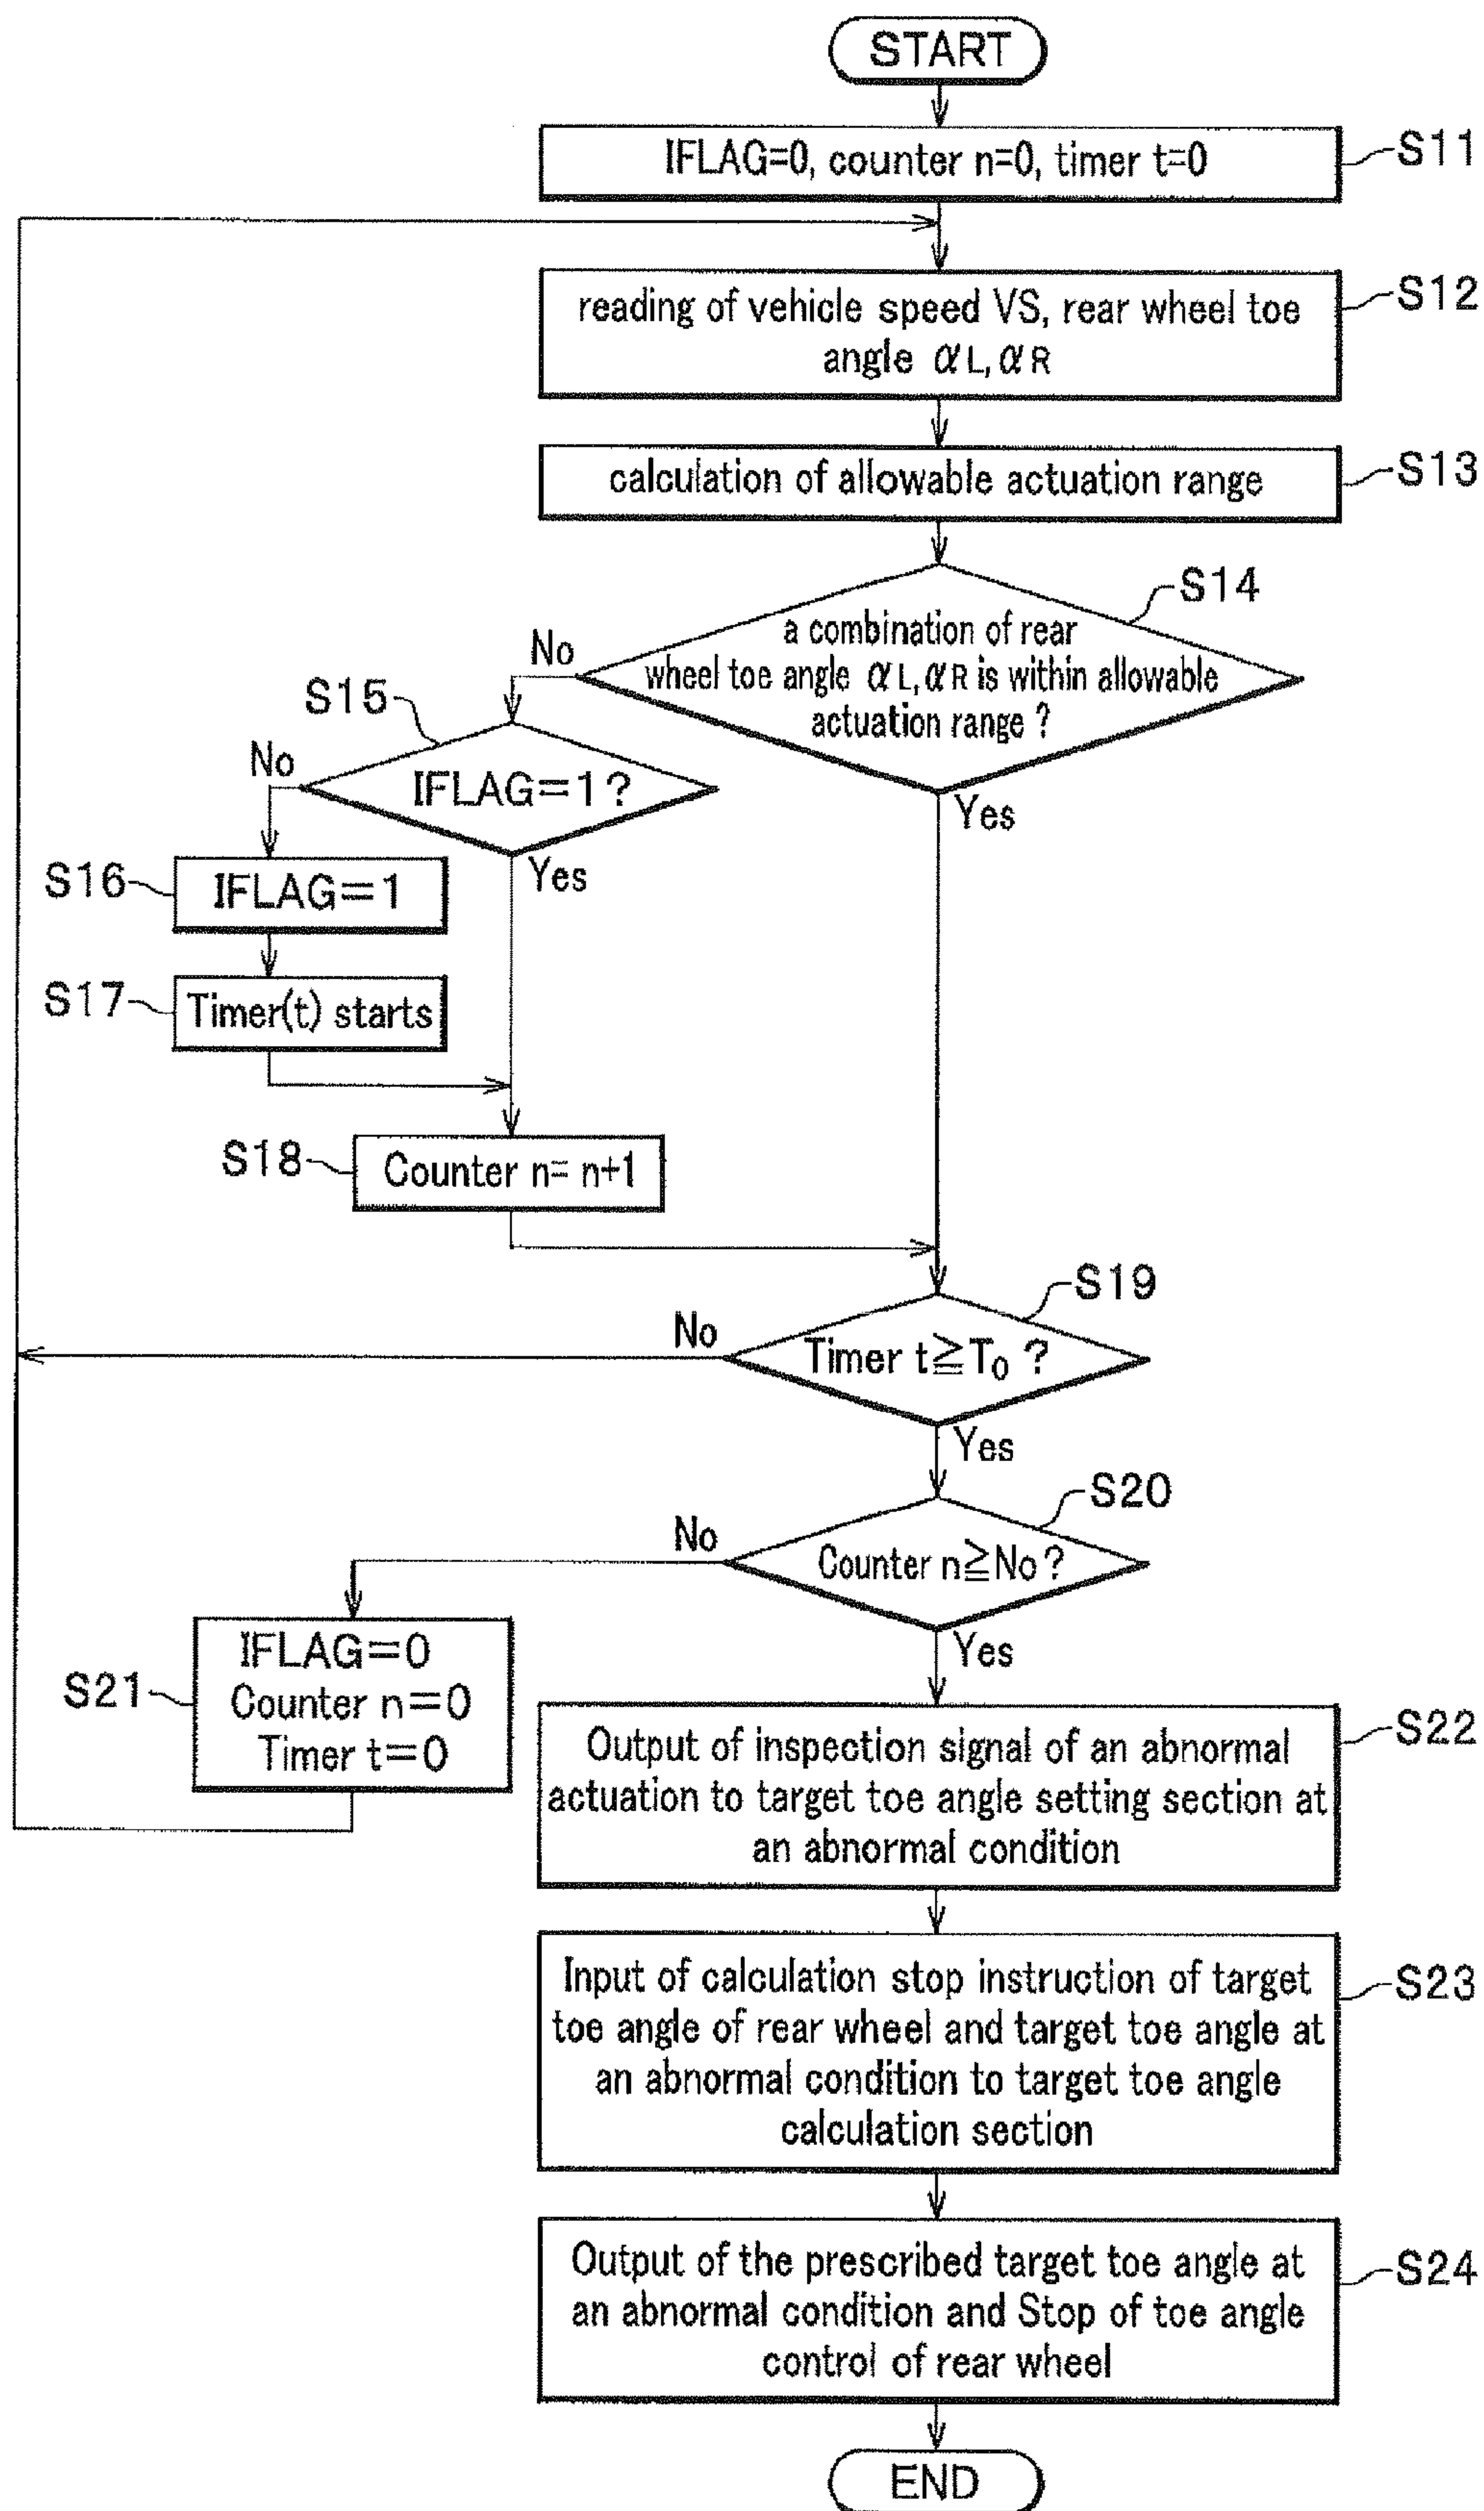 START
IFLAG=0, counter n=0, timer t=0
S11
reading of vehicle speed VS, rear wheel toe
angle αL, αR
S12
calculation of allowable actuation range
S13
a combination of rear
wheel toe angle αL, αR is within allowable
actuation range ?
S14
No
Yes
S15
IFLAG=1?
No
Yes
S16
IFLAG=1
S17
Timer(t) starts
S18
Counter n= n+1
S19
Timer t≧T₀ ?
No
Yes
S20
Counter n≧No ?
No
Yes
S21
IFLAG=0
Counter n=0
Timer t=0
Output of inspection signal of an abnormal
actuation to target toe angle setting section at
an abnormal condition
S22
Input of calculation stop instruction of target
toe angle of rear wheel and target toe angle at
an abnormal condition to target toe angle
calculation section
S23
Output of the prescribed target toe angle at
an abnormal condition and Stop of toe angle
control of rear wheel
S24
END